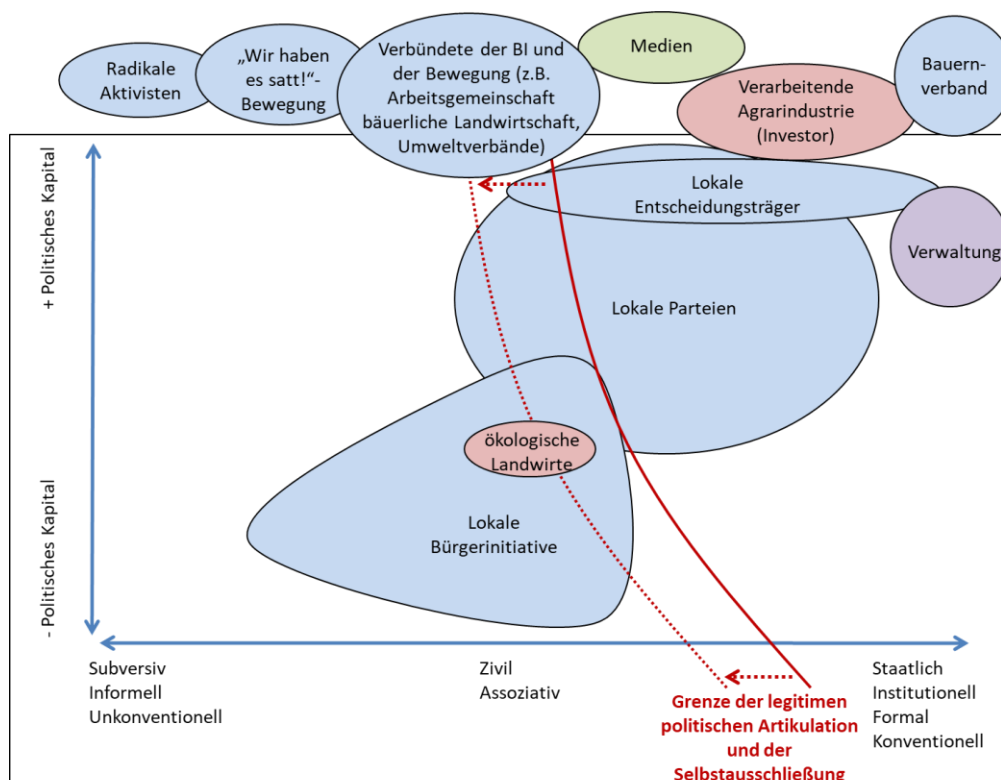 Radikale
Aktivisten
„Wir haben
es satt!“-
Bewegung
Verbündete der BI und
der Bewegung (z.B.
Arbeitsgemeinschaft
bäuerliche Landwirtschaft,
Umweltverbände)
Medien
Verarbeitende
Agrarindustrie
(Investor)
Bauern-
verband
Lokale
Entscheidungsträger
Verwaltung
Lokale Parteien
ökologische
Landwirte
Lokale
Bürgerinitiative
+ Politisches Kapital
- Politisches Kapital
Subversiv
Informell
Unkonventionell
Zivil
Assoziativ
Staatlich
Institutionell
Formal
Konventionell
Grenze der legitimen
politischen Artikulation
und der
Selbstausschließung